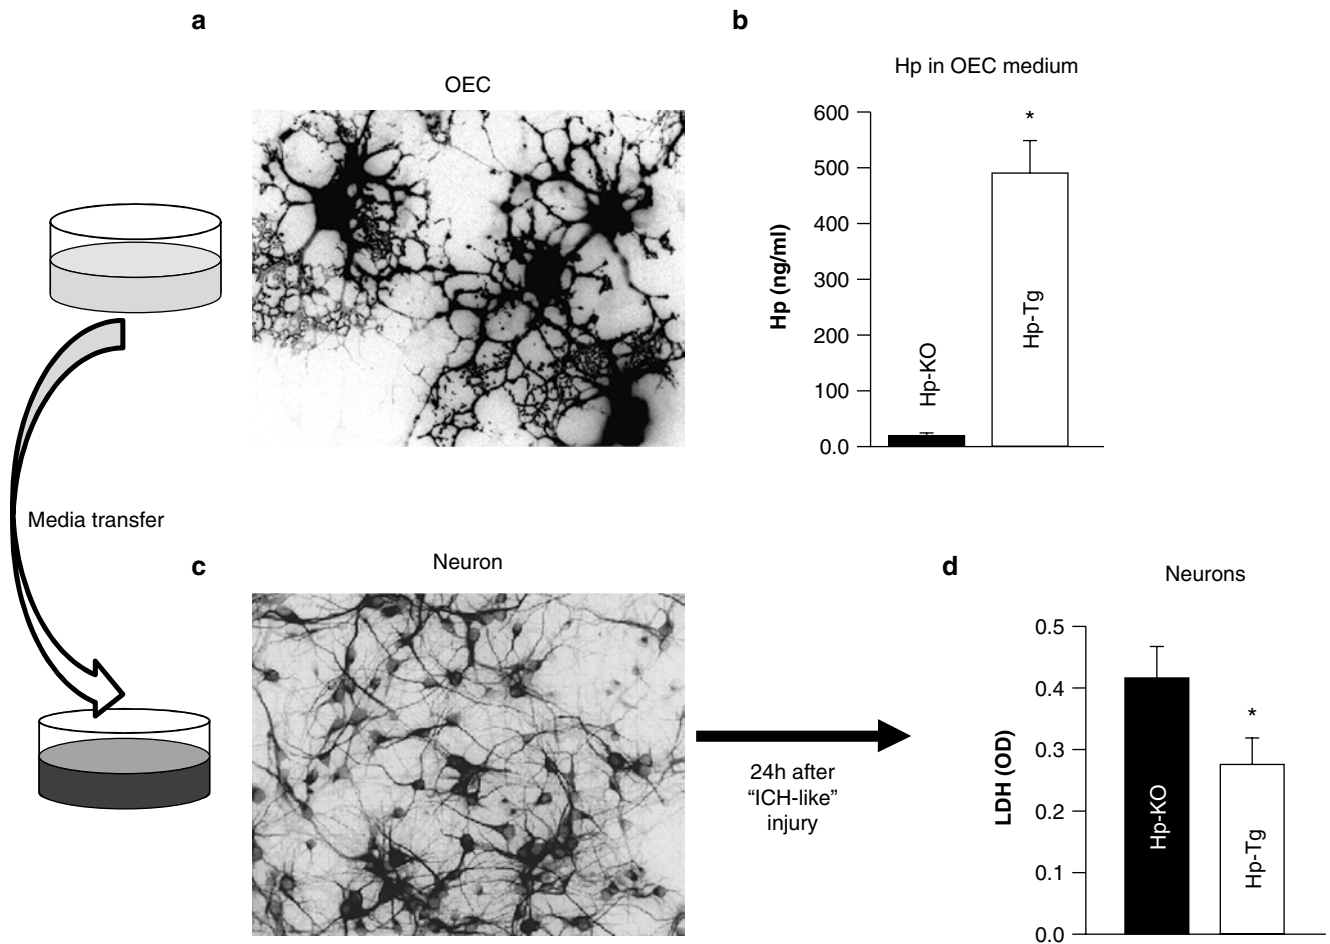 a
OEC
b
Hp in OEC medium
Hp (ng/ml)
600
500
400
300
200
100
0.0
Hp-KO
Hp-Tg
*
Media transfer
c
Neuron
24h after
“ICH-like”
injury
d
Neurons
LDH (OD)
0.5
0.4
0.3
0.2
0.1
0.0
Hp-KO
Hp-Tg
*